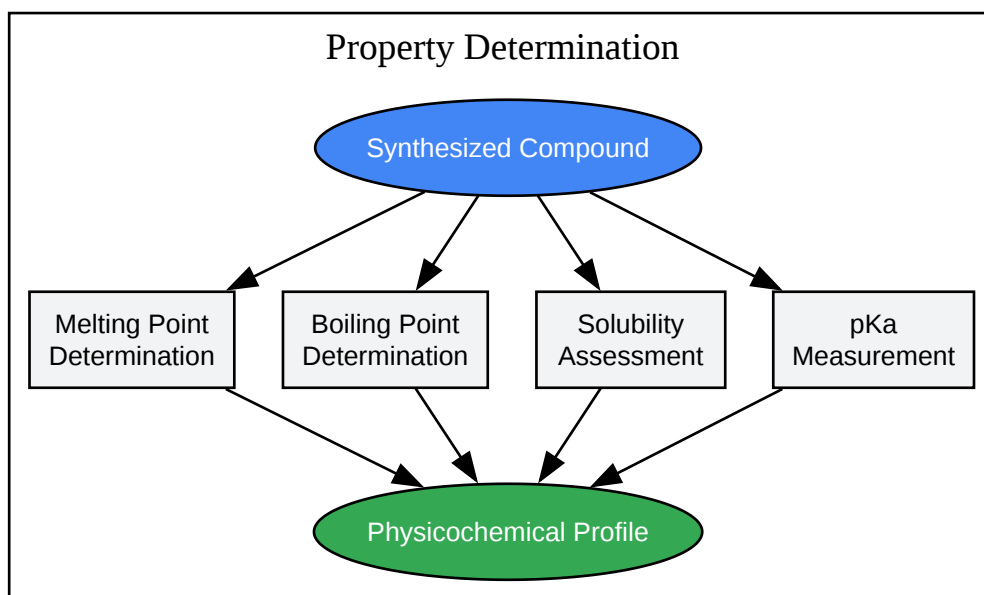 Property Determination
Synthesized Compound
Melting Point
Determination
Boiling Point
Determination
Solubility
Assessment
pKa
Measurement
Physicochemical Profile